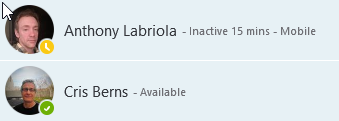 Anthony Labriola - Inactive 15 mins - Mobile
Cris Berns - Available